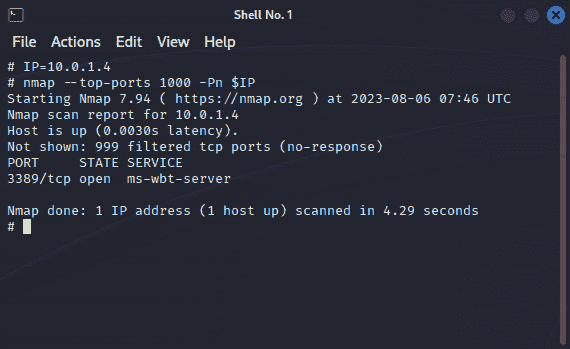 Shell No. 1
File Actions Edit View Help
# IP=10.0.1.4
# nmap --top-ports 1000 -Pn $IP
Starting Nmap 7.94 ( https://nmap.org ) at 2023-08-06 07:46 UTC
Nmap scan report for 10.0.1.4
Host is up (0.0030s latency).
Not shown: 999 filtered tcp ports (no-response)
PORT     STATE SERVICE
3389/tcp open  ms-wbt-server
Nmap done: 1 IP address (1 host up) scanned in 4.29 seconds
#